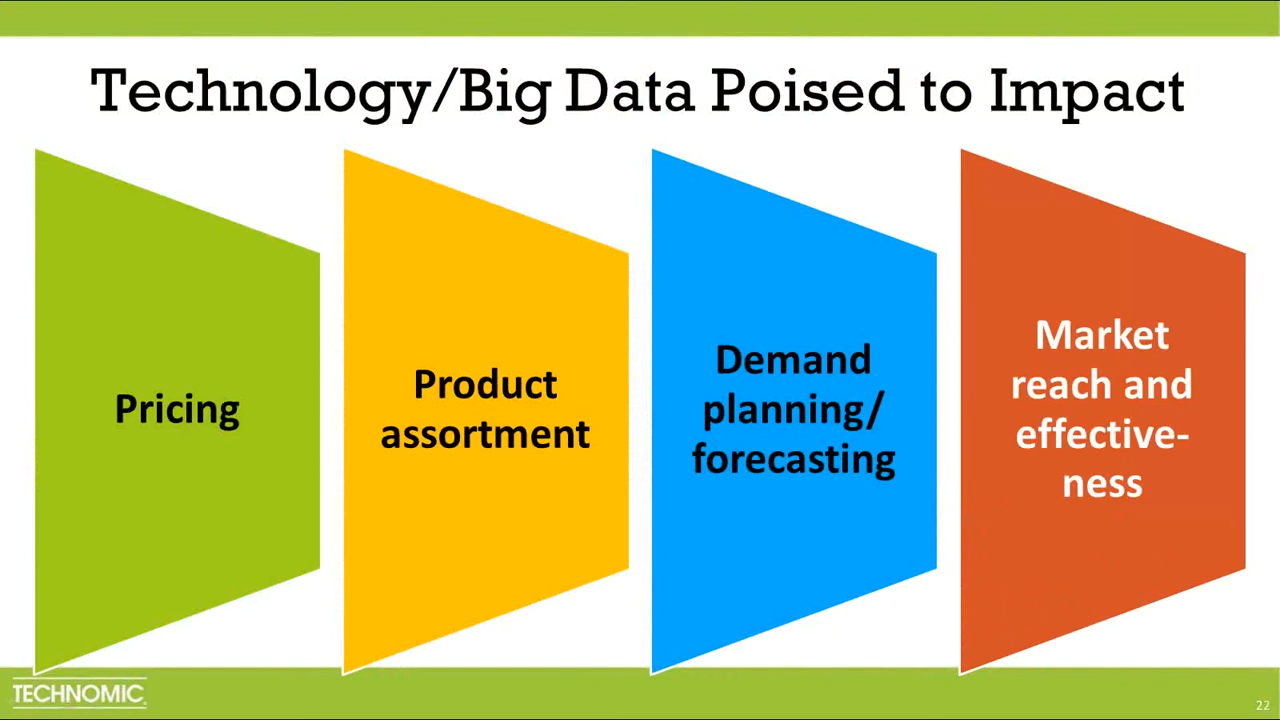 Technology/Big Data Poised to Impact
Pricing
Product
assortment
Demand
planning/
forecasting
Market
reach and
effective-
ness
TECHNOMIC
22